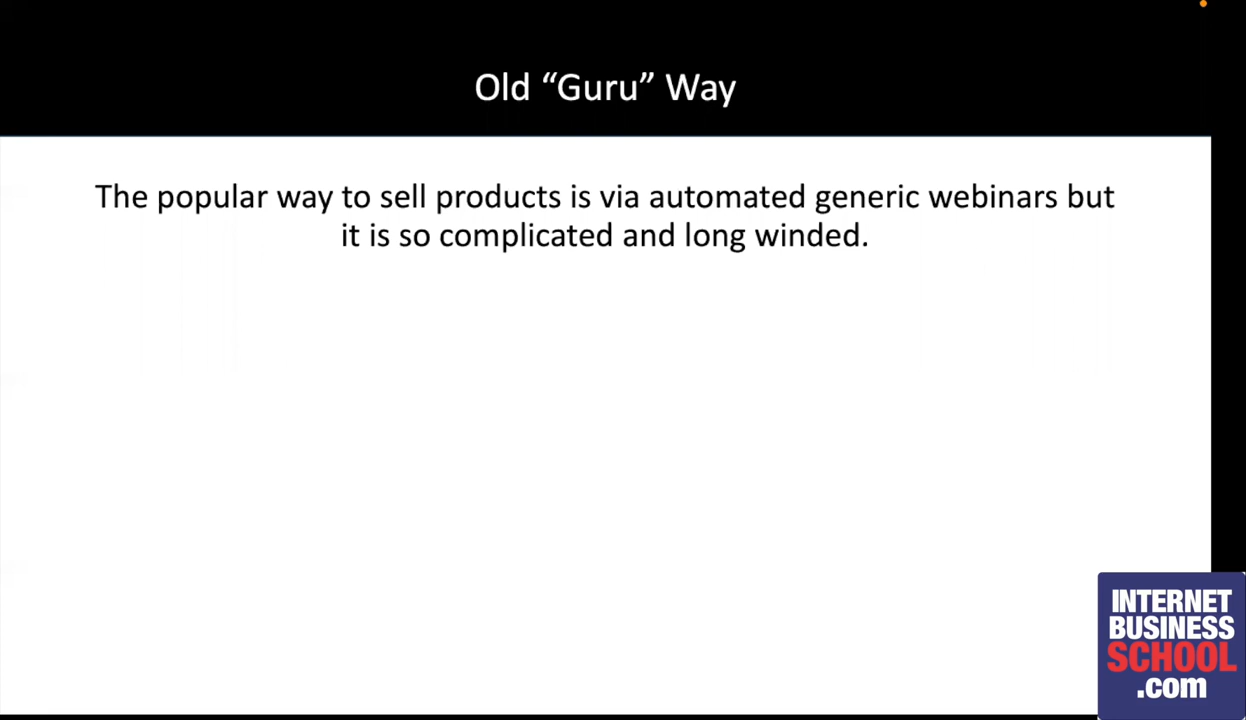 Old “Guru” Way
The popular way to sell products is via automated generic webinars but
it is so complicated and long winded.
INTERNET
BUSINESS
SCHOOL
.com